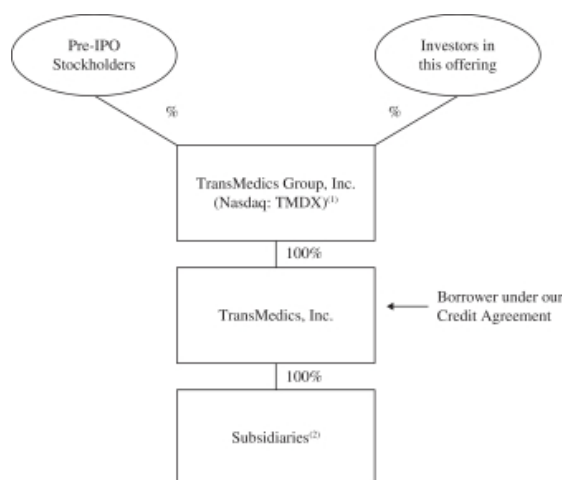 Pre-IPO
Stockholders
Investors in
this offering
%
%
TransMedics Group, Inc.
(Nasdaq: TMDX)(1)
100%
TransMedics, Inc.
Borrower under our
Credit Agreement
100%
Subsidiaries(2)